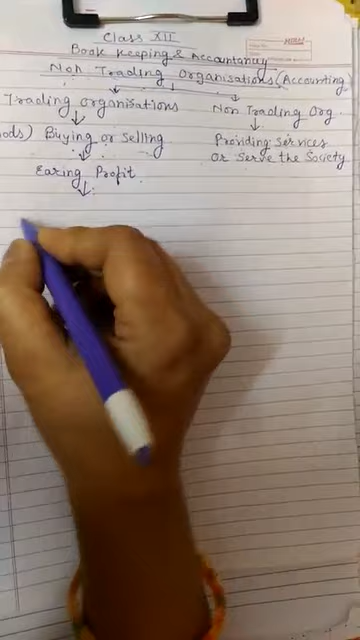 Class XII
Book Keeping & Accountancy
Non Trading Organisations (Accounting)
Trading organisations
Non Trading Org.
ods) Buying or Selling
Providing Services
or Serve the Society
Earing Profit